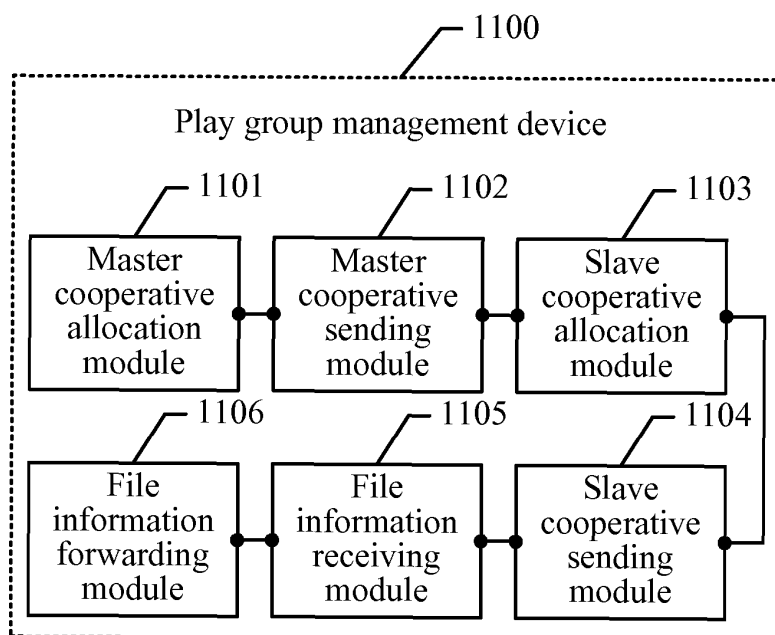 1100
Play group management device
1101
1102
1103
Master
cooperative
allocation
module
Master
cooperative
sending
module
Slave
cooperative
allocation
module
1106
1105
1104
File
information
forwarding
module
File
information
receiving
module
Slave
cooperative
sending
module